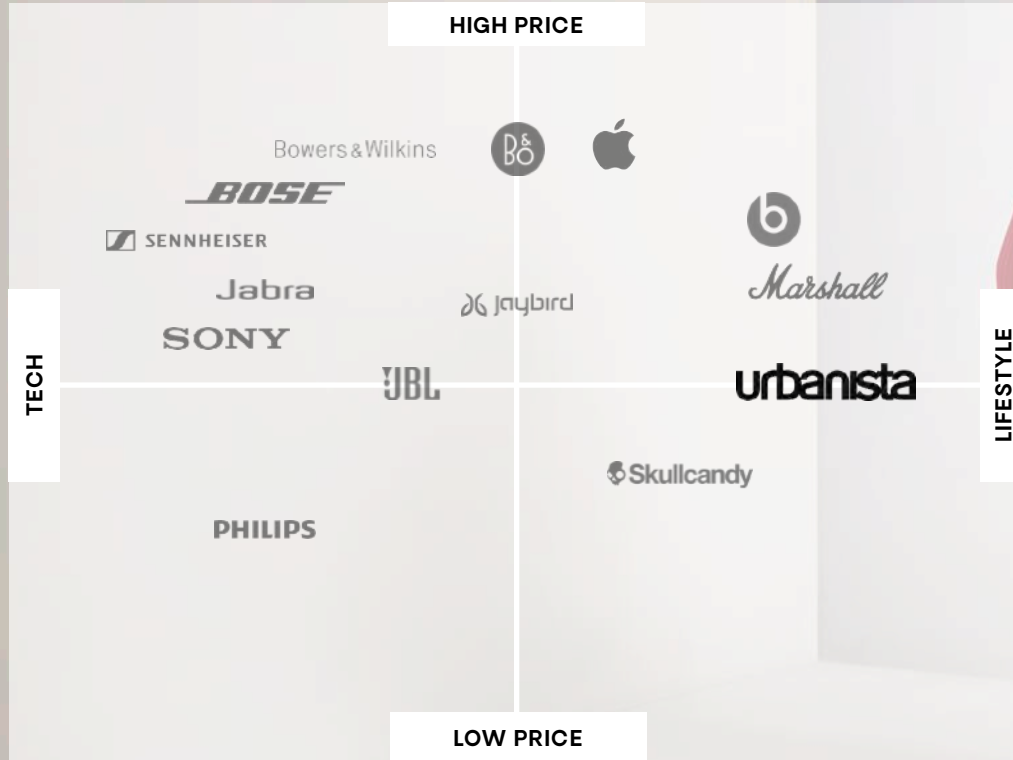 HIGH PRICE
Bowers & Wilkins
B&O
BOSE
b
SENNHEISER
Marshall
Jabra
jaybird
SONY
TECH
JBL
urbanista
LIFESTYLE
Skullcandy
PHILIPS
LOW PRICE